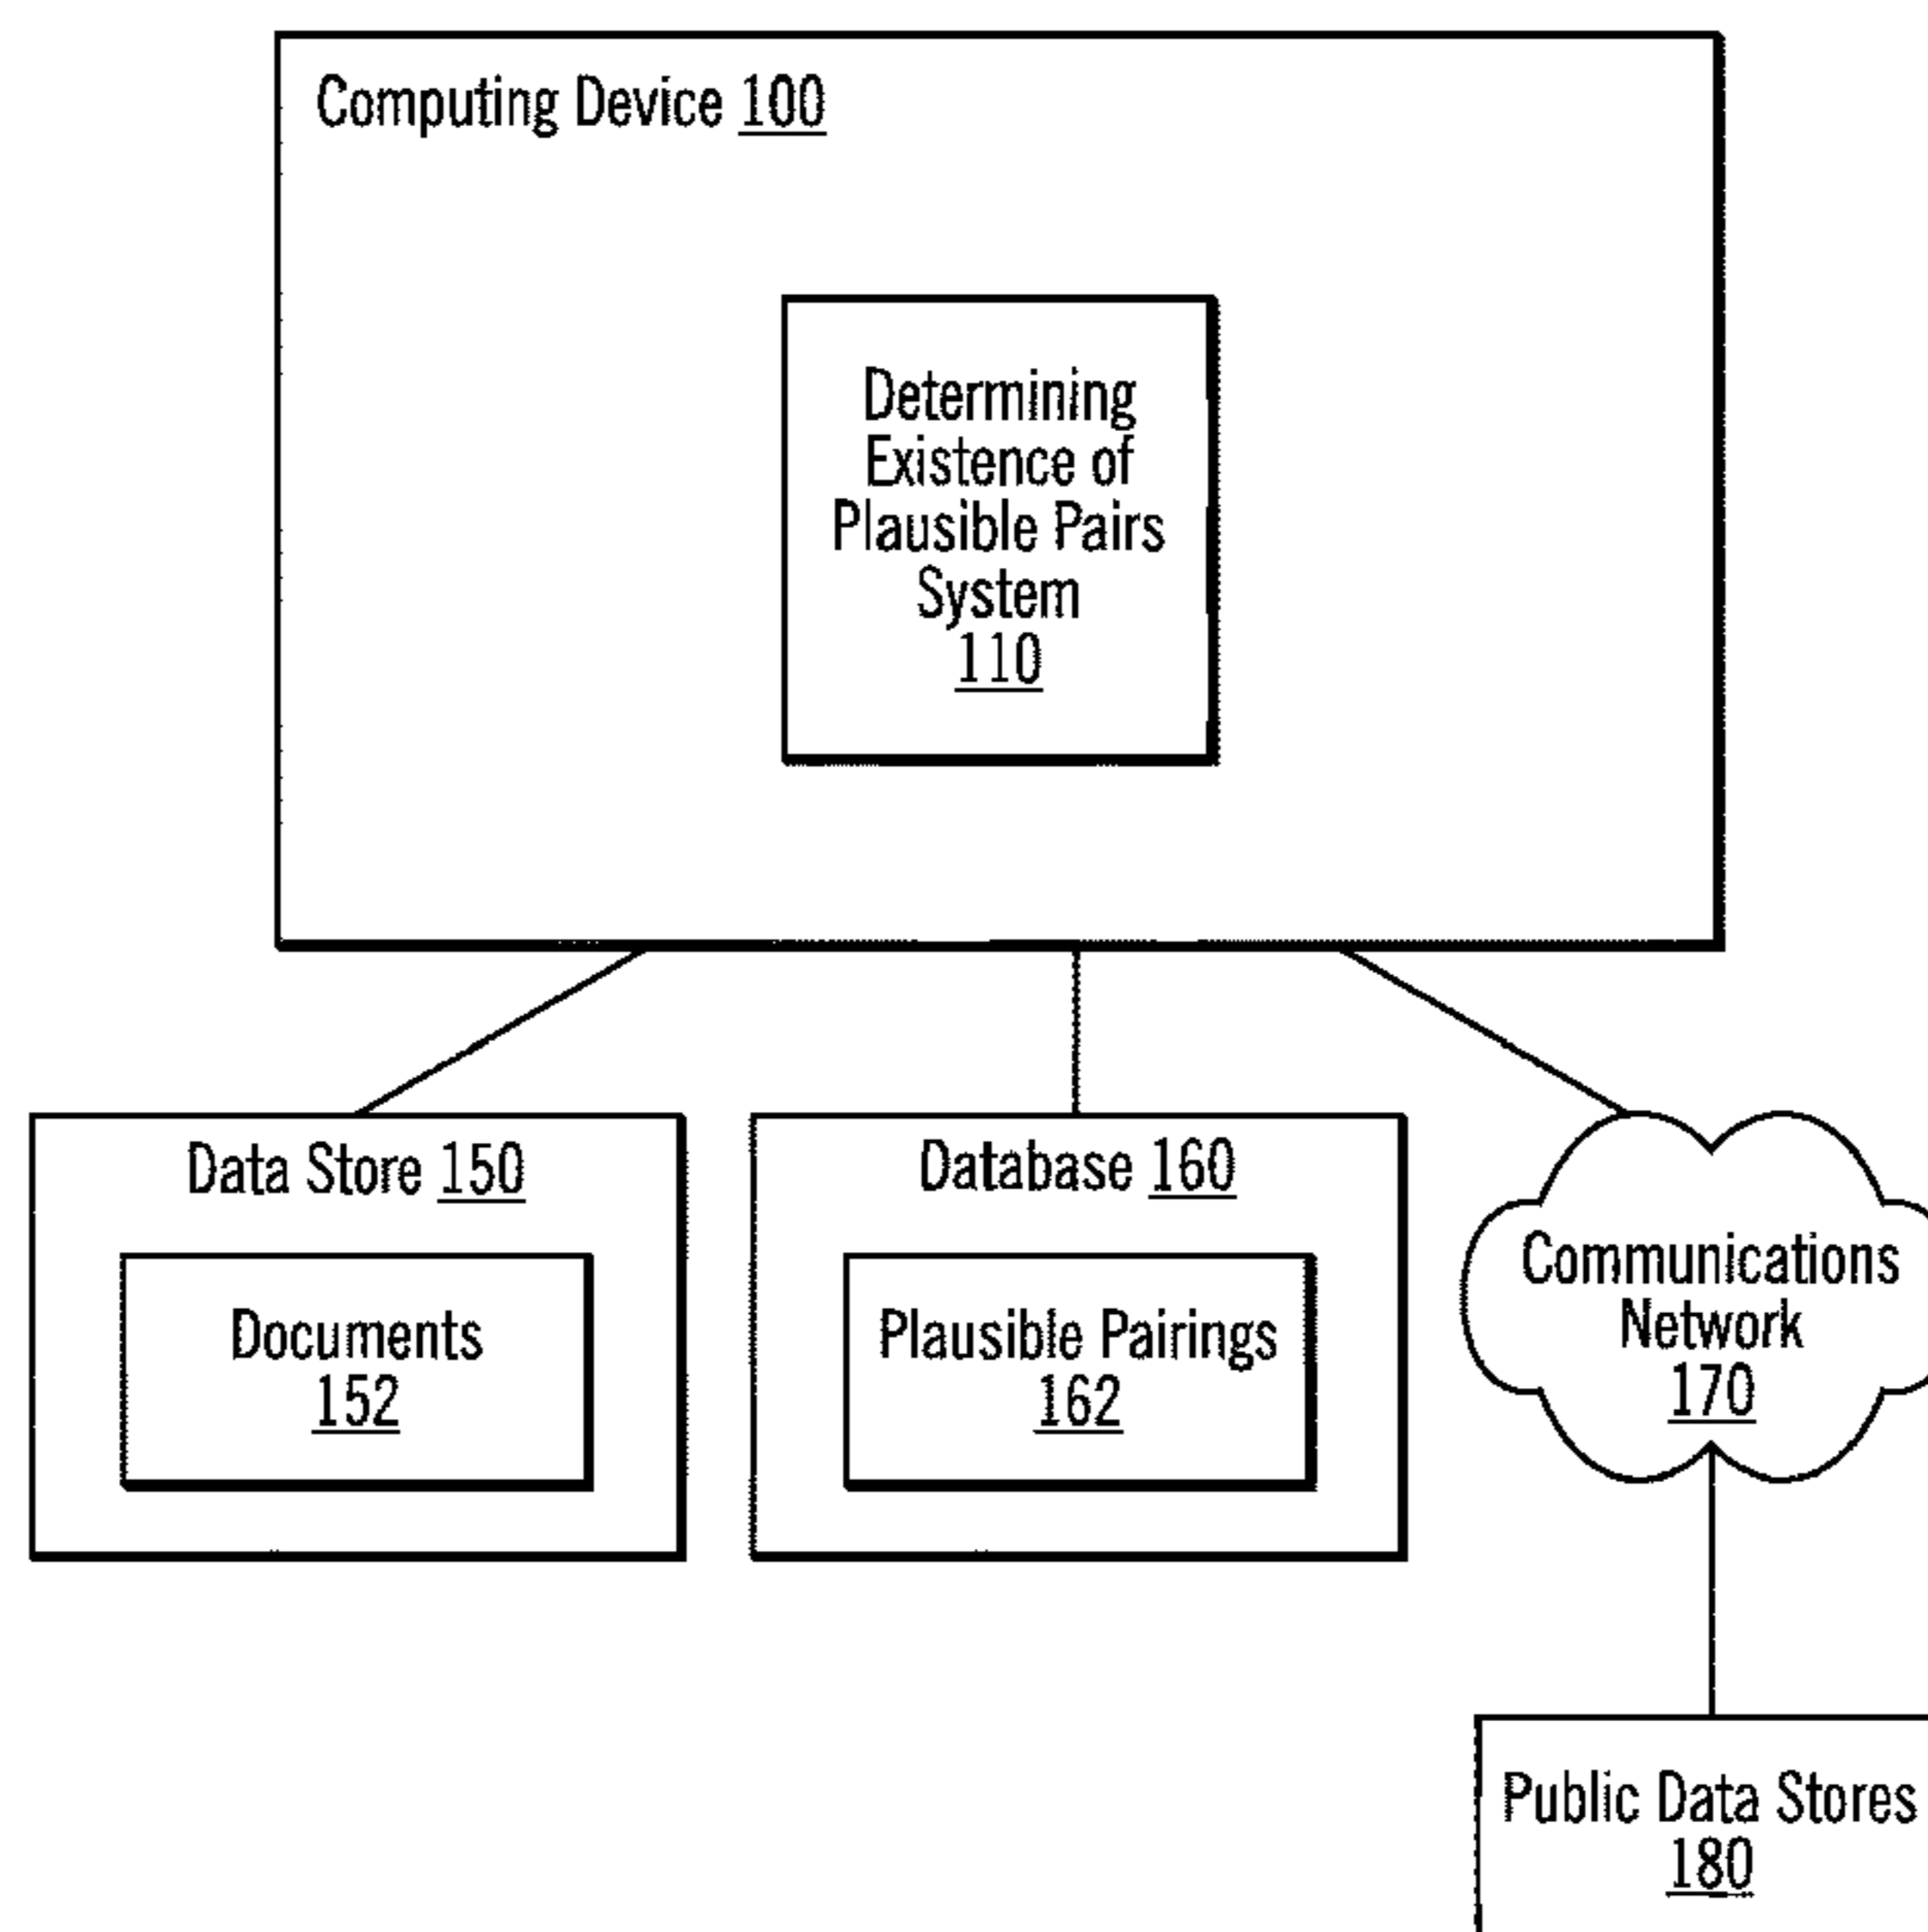 Computing Device 100
Determining
Existence of
Plausible Pairs
System
110
Data Store 150
Documents
152
Database 160
Plausible Pairings
162
Communications
Network
170
Public Data Stores
180